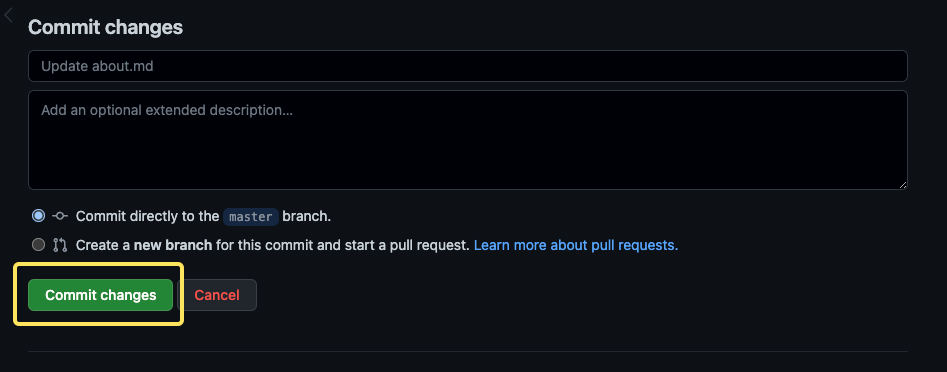 Commit changes
Update about.md
Add an optional extended description...
Commit directly to the master branch.
Create a new branch for this commit and start a pull request. Learn more about pull requests.
Commit changes Cancel